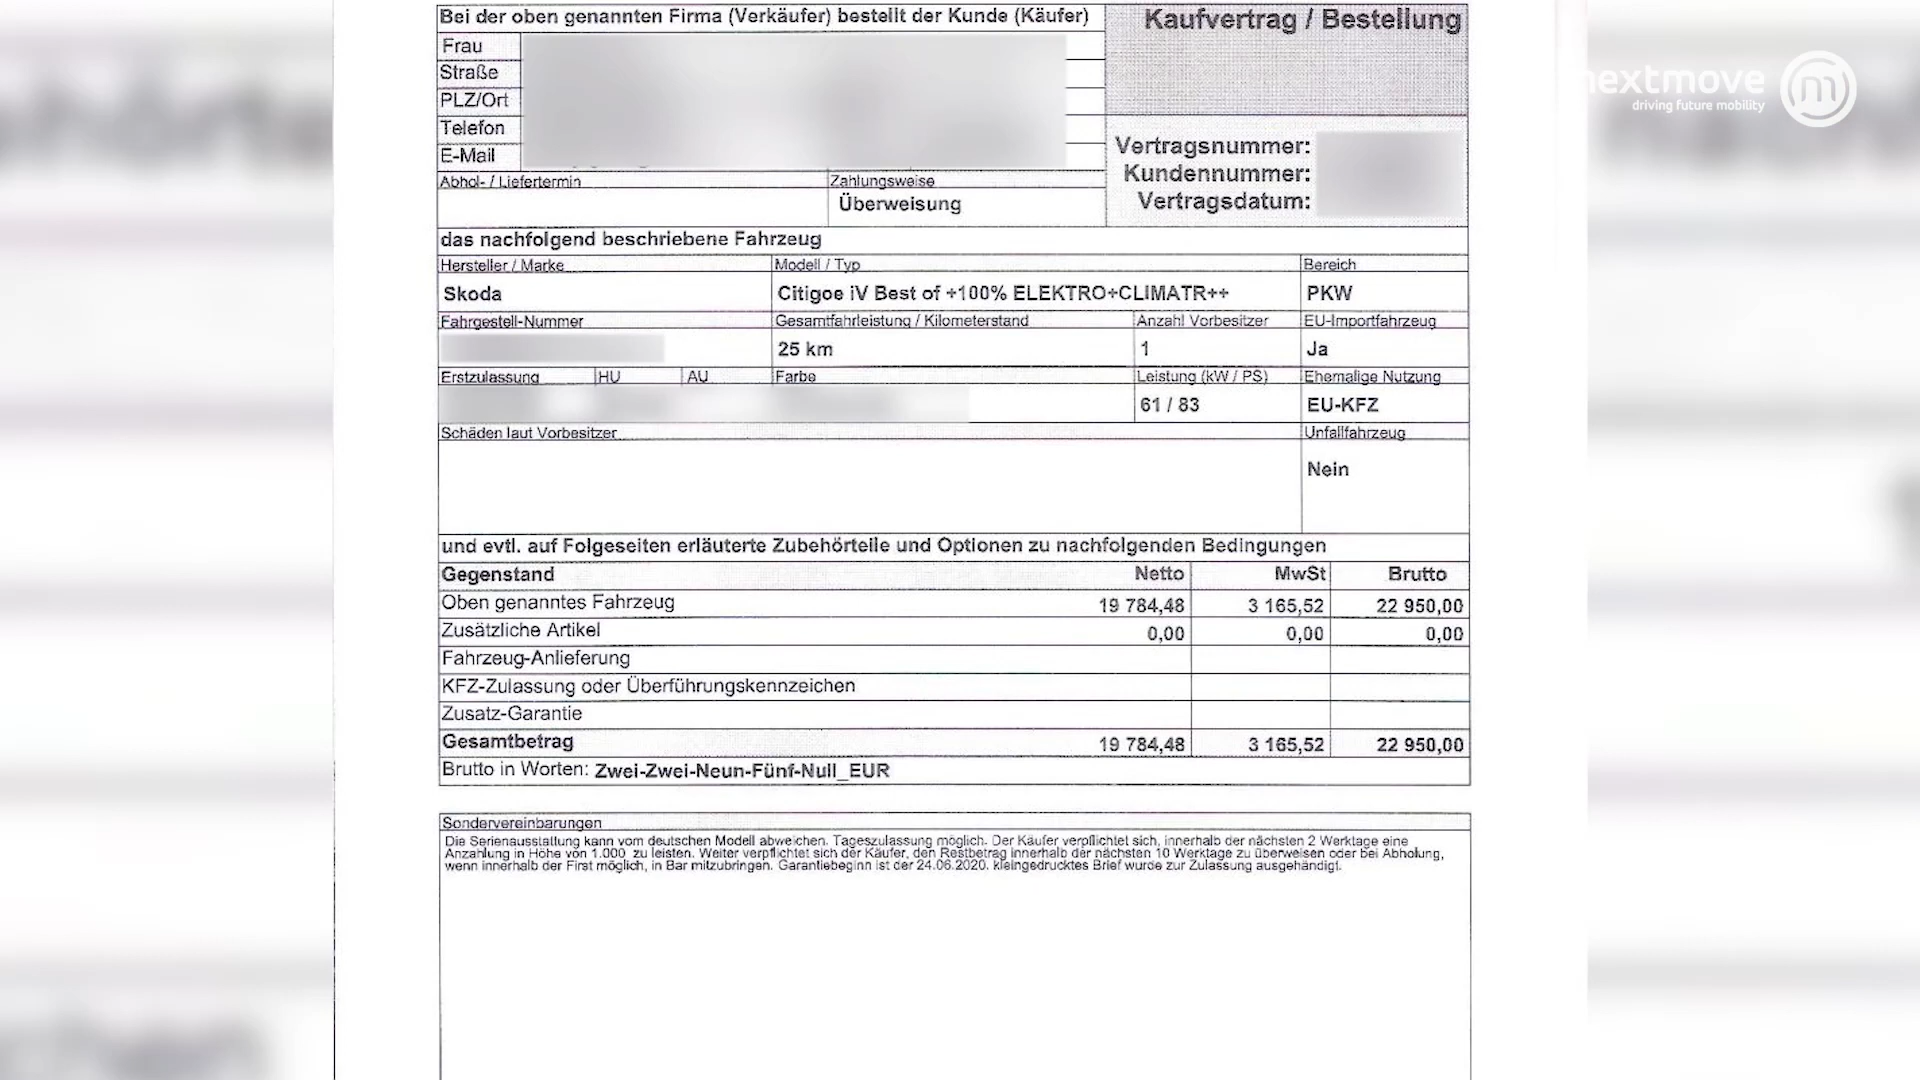 Bei der oben genannten Firma (Verkäufer) bestellt der Kunde (Käufer)
Kaufvertrag / Bestellung
Frau
Straße
PLZ/Ort
Telefon
E-Mail
nextmove
driving future mobility
Vertragsnummer:
Kundennummer:
Vertragsdatum:
Abhol- / Liefertermin
Zahlungsweise
Überweisung
das nachfolgend beschriebene Fahrzeug
Hersteller / Marke
Modell / Typ
Bereich
Skoda
Citigoe iV Best of +100% ELEKTRO+CLIMATR++
PKW
Fahrgestell-Nummer
Gesamtfahrleistung / Kilometerstand
Anzahl Vorbesitzer
EU-Importfahrzeug
25 km
1
Ja
Erstzulassung
HU
AU
Farbe
Leistung (kW / PS)
Ehemalige Nutzung
61 / 83
EU-KFZ
Schäden laut Vorbesitzer
Unfallfahrzeug
Nein
und evtl. auf Folgeseiten erläuterte Zubehörteile und Optionen zu nachfolgenden Bedingungen
Gegenstand Netto MwSt Brutto
Oben genanntes Fahrzeug 19 784,48 3 165,52 22 950,00
Zusätzliche Artikel 0,00 0,00 0,00
Fahrzeug-Anlieferung
KFZ-Zulassung oder Überführungskennzeichen
Zusatz-Garantie
Gesamtbetrag 19 784,48 3 165,52 22 950,00
Brutto in Worten: Zwei-Zwei-Neun-Fünf-Null_EUR
Sondervereinbarungen
Die Serienausstattung kann vom deutschen Modell abweichen. Tageszulassung möglich. Der Käufer verpflichtet sich, innerhalb der nächsten 2 Werktage eine
Anzahlung in Höhe von 1.000 zu leisten. Weiter verpflichtet sich der Käufer, den Restbetrag innerhalb der nächsten 10 Werktage zu überweisen oder bei Abholung,
wenn innerhalb der First möglich, in Bar mitzubringen. Garantiebeginn ist der 24.06.2020. kleingedrucktes Brief wurde zur Zulassung ausgehändigt.